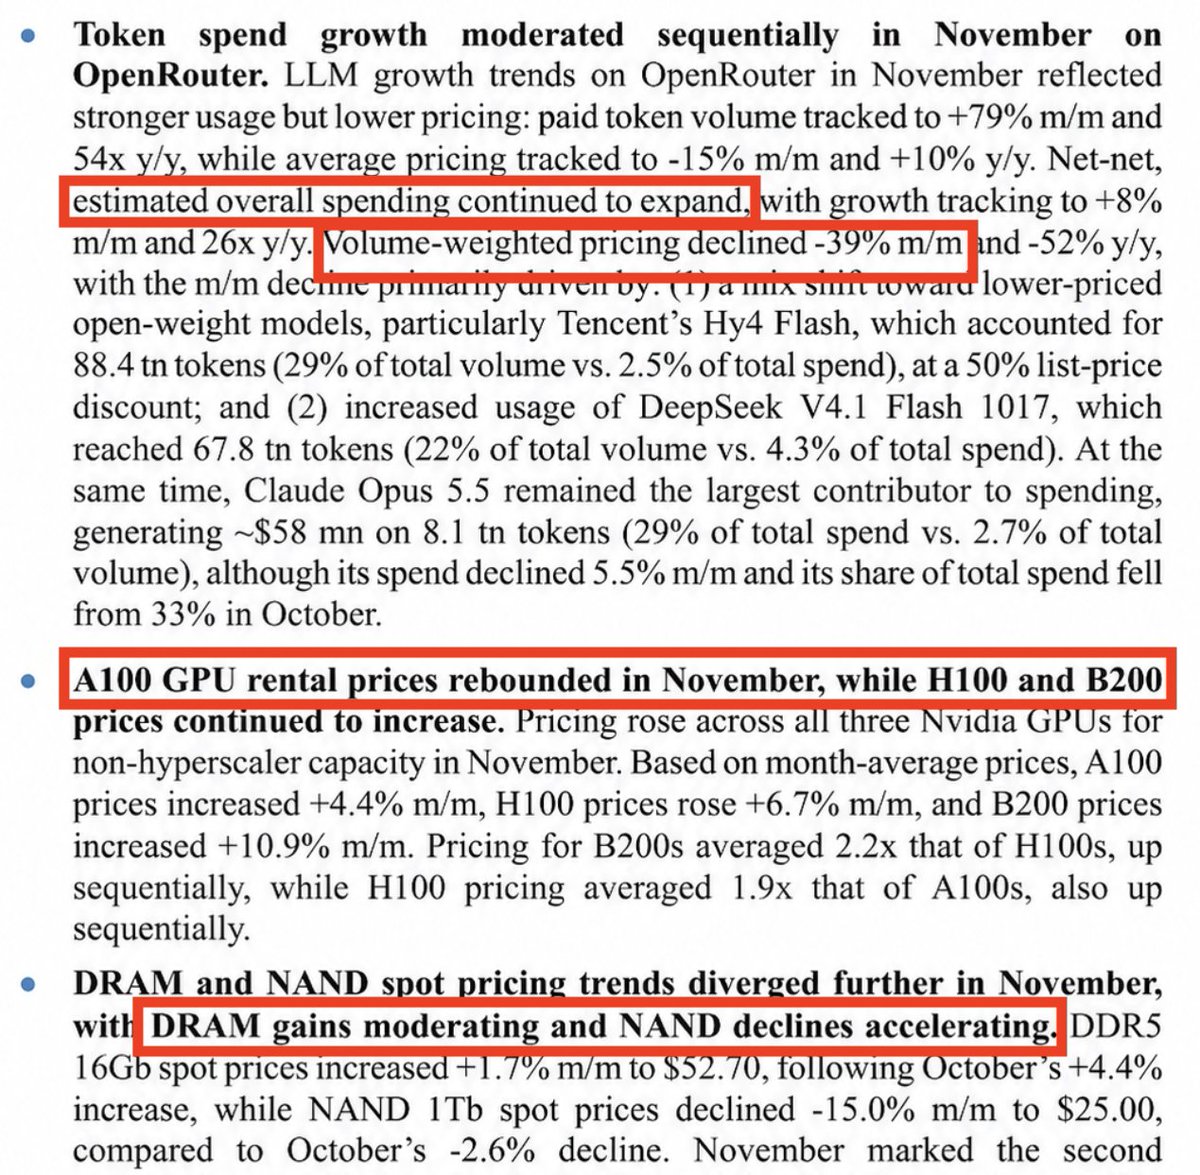 Token spend growth moderated sequentially in November on
OpenRouter. LLM growth trends on OpenRouter in November reflected
stronger usage but lower pricing: paid token volume tracked to +79% m/m and
54x y/y, while average pricing tracked to -15% m/m and +10% y/y. Net-net,
estimated overall spending continued to expand, with growth tracking to +8%
m/m and 26x y/y. Volume-weighted pricing declined -39% m/m and -52% y/y,
with the m/m decline primarily driven by: (1) a mix shift toward lower-priced
open-weight models, particularly Tencent’s Hy4 Flash, which accounted for
88.4 tn tokens (29% of total volume vs. 2.5% of total spend), at a 50% list-price
discount; and (2) increased usage of DeepSeek V4.1 Flash 1017, which
reached 67.8 tn tokens (22% of total volume vs. 4.3% of total spend). At the
same time, Claude Opus 5.5 remained the largest contributor to spending,
generating ~$58 mn on 8.1 tn tokens (29% of total spend vs. 2.7% of total
volume), although its spend declined 5.5% m/m and its share of total spend fell
from 33% in October.
A100 GPU rental prices rebounded in November, while H100 and B200
prices continued to increase. Pricing rose across all three Nvidia GPUs for
non-hyperscaler capacity in November. Based on month-average prices, A100
prices increased +4.4% m/m, H100 prices rose +6.7% m/m, and B200 prices
increased +10.9% m/m. Pricing for B200s averaged 2.2x that of H100s, up
sequentially, while H100 pricing averaged 1.9x that of A100s, also up
sequentially.
DRAM and NAND spot pricing trends diverged further in November,
with DRAM gains moderating and NAND declines accelerating. DDR5
16Gb spot prices increased +1.7% m/m to $52.70, following October’s +4.4%
increase, while NAND 1Tb spot prices declined -15.0% m/m to $25.00,
compared to October’s -2.6% decline. November marked the second